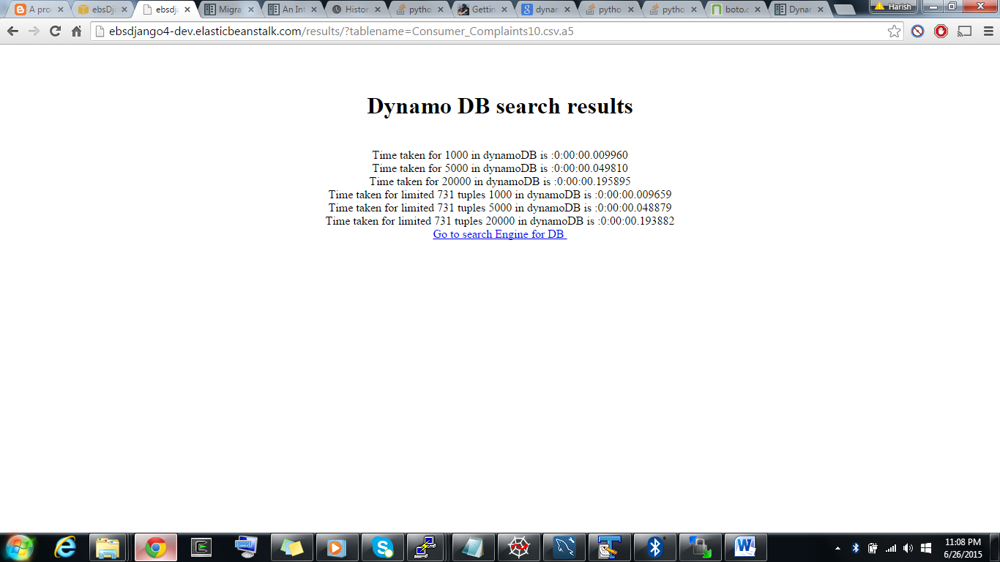 A pro
ebsDj
ebsdj
Migra
An Int
Histor
pytho
Gettin
dynar
pytho
pytho
boto.c
Dynar
Harish
ebsdjango4-dev.elasticbeanstalk.com/results/?tablename=Consumer_Complaints10.csv.a5
Dynamo DB search results
Time taken for 1000 in dynamoDB is :0:00:00.009960
Time taken for 5000 in dynamoDB is :0:00:00.049810
Time taken for 20000 in dynamoDB is :0:00:00.195895
Time taken for limited 731 tuples 1000 in dynamoDB is :0:00:00.009659
Time taken for limited 731 tuples 5000 in dynamoDB is :0:00:00.048879
Time taken for limited 731 tuples 20000 in dynamoDB is :0:00:00.193882
Go to search Engine for DB
11:08 PM
6/26/2015